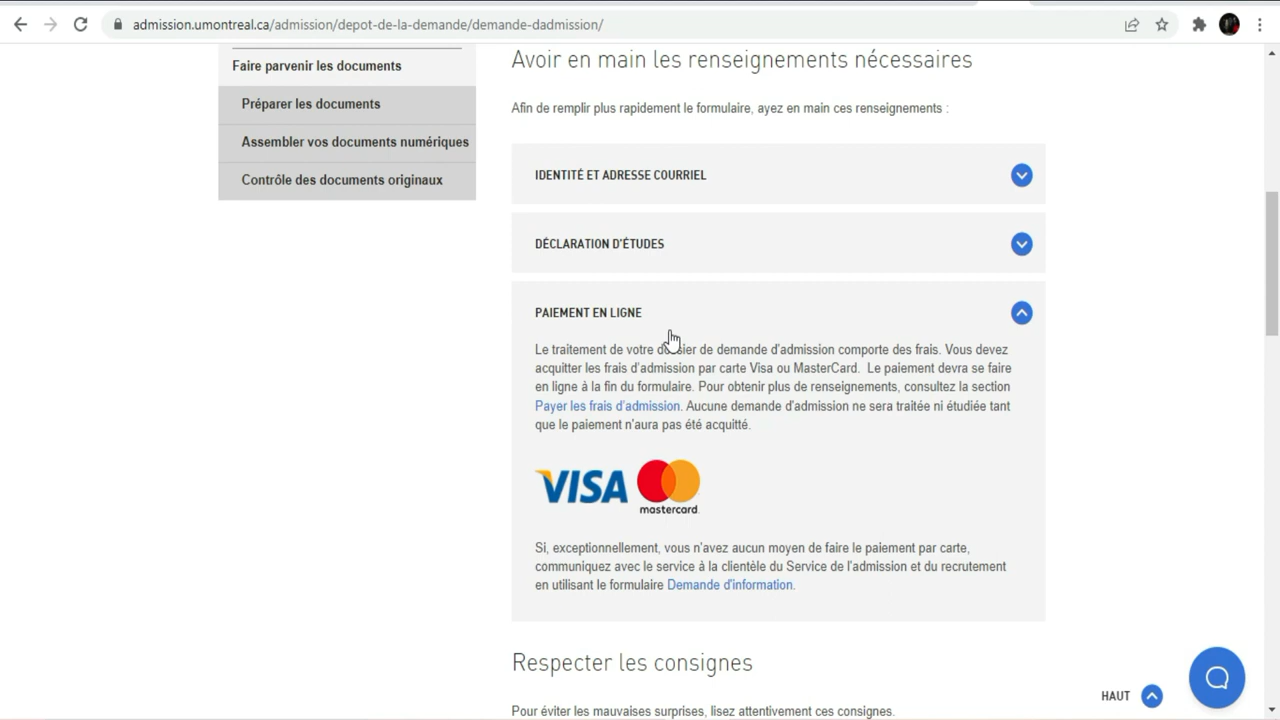 admission.umontreal.ca/admission/depot-de-la-demande/demande-dadmission/
Faire parvenir les documents
Préparer les documents
Assembler vos documents numériques
Contrôle des documents originaux
Avoir en main les renseignements nécessaires
Afin de remplir plus rapidement le formulaire, ayez en main ces renseignements :
IDENTITÉ ET ADRESSE COURRIEL
DÉCLARATION D'ÉTUDES
PAIEMENT EN LIGNE
Le traitement de votre dossier de demande d'admission comporte des frais. Vous devez
acquitter les frais d'admission par carte Visa ou MasterCard. Le paiement devra se faire
en ligne à la fin du formulaire. Pour obtenir plus de renseignements, consultez la section
Payer les frais d'admission. Aucune demande d'admission ne sera traitée ni étudiée tant
que le paiement n'aura pas été acquitté.
VISA
mastercard.
Si, exceptionnellement, vous n'avez aucun moyen de faire le paiement par carte,
communiquez avec le service à la clientèle du Service de l'admission et du recrutement
en utilisant le formulaire Demande d'information.
Respecter les consignes
HAUT
Pour éviter les mauvaises surprises, lisez attentivement ces consignes.